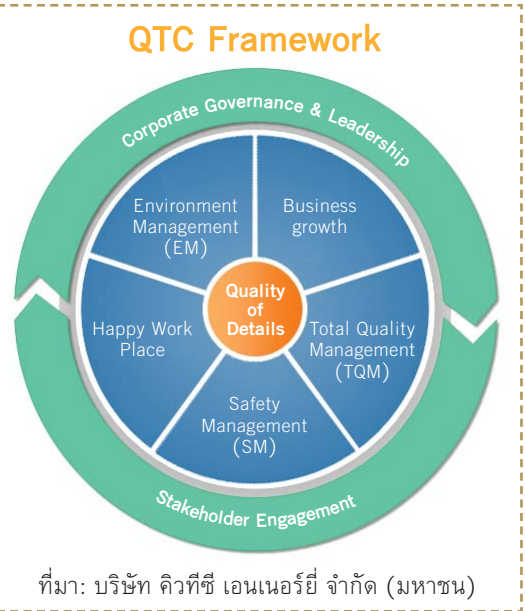 QTC Framework
Corporate Governance & Leadership
Environment
Management
(EM)
Business
growth
Quality
of
Details
Happy Work
Place
Total Quality
Management
(TQM)
Safety
Management
(SM)
Stakeholder Engagement
ที่มา: บริษัท คิวทีซี เอนเนอร์ยี่ จำกัด (มหาชน)